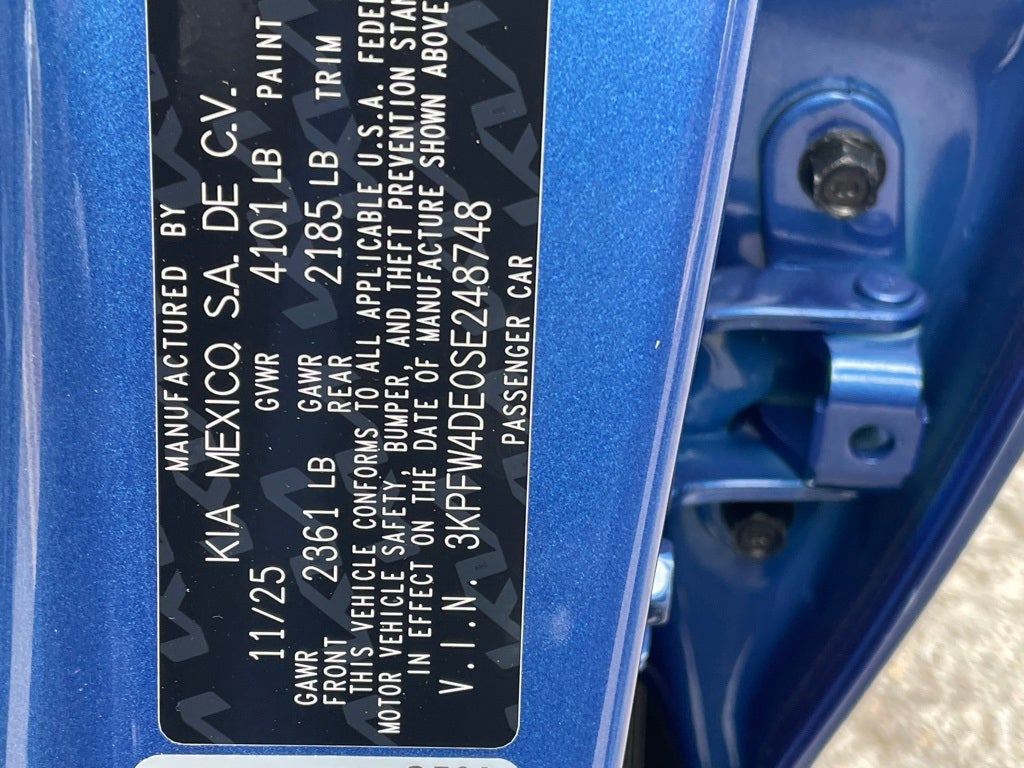 MANUFACTURED BY
KIA MEXICO, S.A. DE C.V.
11/25 GVWR 4101 LB PAINT
GAWR GAWR
2361 LB 2185 LB TRIM
FRONT REAR
THIS VEHICLE CONFORMS TO ALL APPLICABLE U.S.A. FEDER
MOTOR VEHICLE SAFETY, BUMPER, AND THEFT PREVENTION STAN
IN EFFECT ON THE DATE OF MANUFACTURE SHOWN ABOVE
V.I.N. 3KPFW4DE0SE248748
PASSENGER CAR